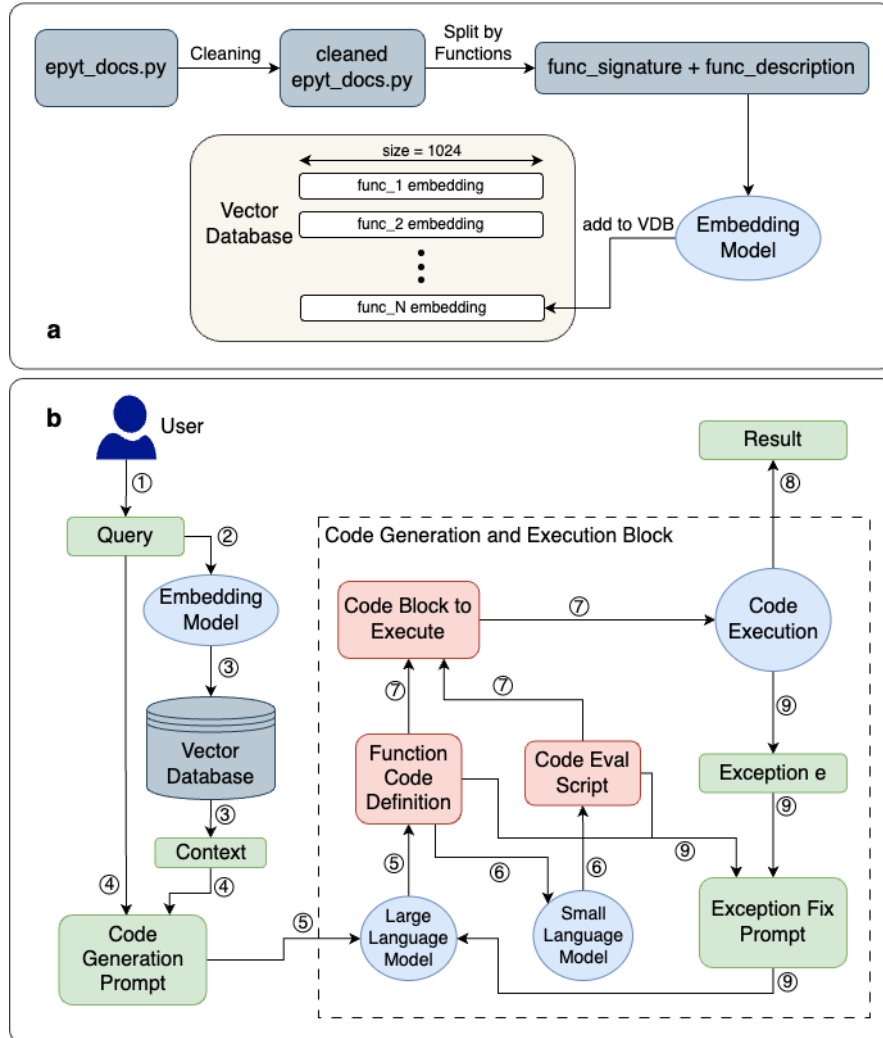 epyt_docs.py
Cleaning
cleaned
epyt_docs.py
Split by
Functions
func_signature + func_description
size = 1024
func_1 embedding
Vector
Database
func_2 embedding
add to VDB
Embedding
Model
func_N embedding
a
b
User
Result
①
⑧
Query
②
Code Generation and Execution Block
Embedding
Model
Code Block to
Execute
⑦
Code
Execution
③
⑦
⑦
⑨
Vector
Database
Function
Code
Definition
Code Eval
Script
Exception e
③
⑨
⑨
Context
④
④
⑤
⑥
⑥
Code
Generation
Prompt
⑤
Large
Language
Model
Small
Language
Model
Exception Fix
Prompt
⑨